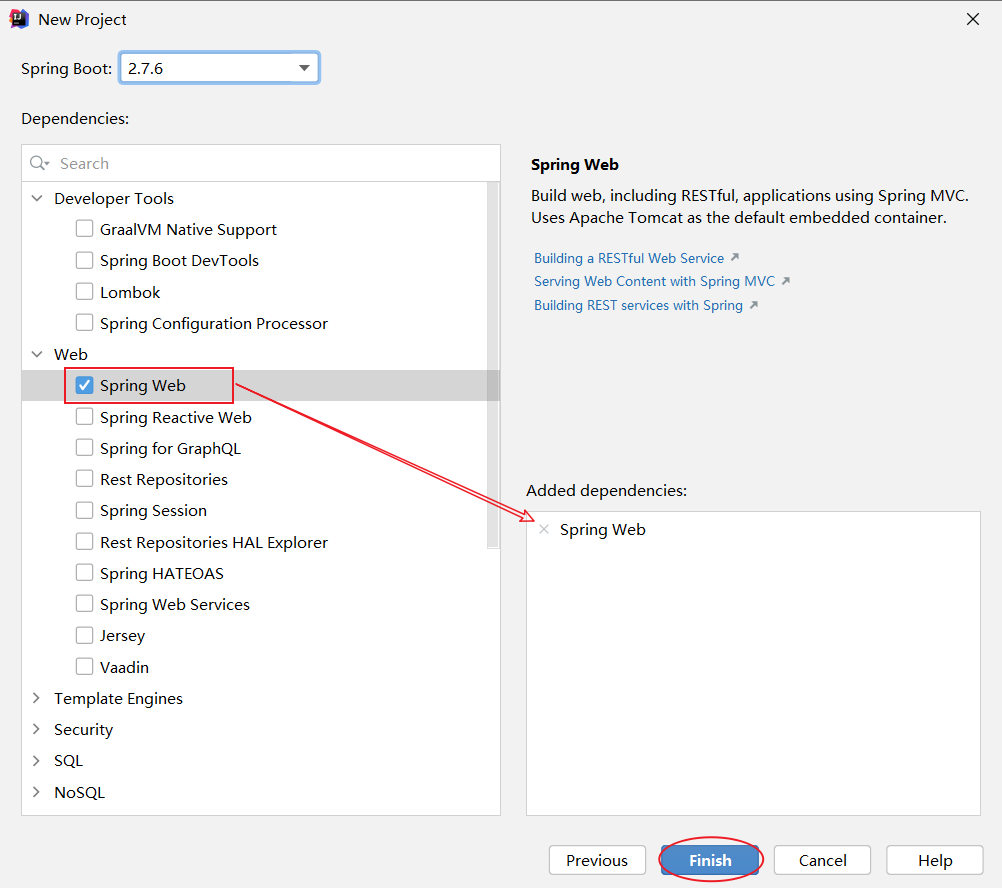 New Project
Spring Boot: 2.7.6
Dependencies:
Search
Developer Tools
GraalVM Native Support
Spring Boot DevTools
Lombok
Spring Configuration Processor
Web
Spring Web
Spring Reactive Web
Spring for GraphQL
Rest Repositories
Spring Session
Rest Repositories HAL Explorer
Spring HATEOAS
Spring Web Services
Jersey
Vaadin
Template Engines
Security
SQL
NoSQL
Spring Web
Build web, including RESTful, applications using Spring MVC.
Uses Apache Tomcat as the default embedded container.
Building a RESTful Web Service
Serving Web Content with Spring MVC
Building REST services with Spring
Added dependencies:
Spring Web
Previous Finish Cancel Help